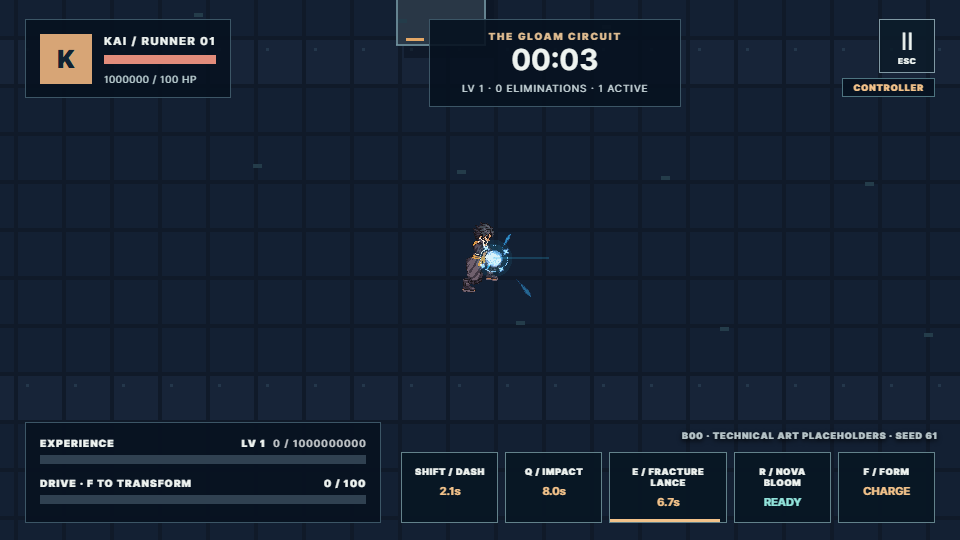 K
KAI / RUNNER 01
1000000 / 100 HP
THE GLOAM CIRCUIT
00:03
LV 1 · 0 ELIMINATIONS · 1 ACTIVE
ESC
CONTROLLER
EXPERIENCE LV 1 0 / 1000000000
DRIVE · F TO TRANSFORM 0 / 100
B00 · TECHNICAL ART PLACEHOLDERS · SEED 61
SHIFT / DASH
2.1s
Q / IMPACT
8.0s
E / FRACTURE
LANCE
6.7s
R / NOVA
BLOOM
READY
F / FORM
CHARGE